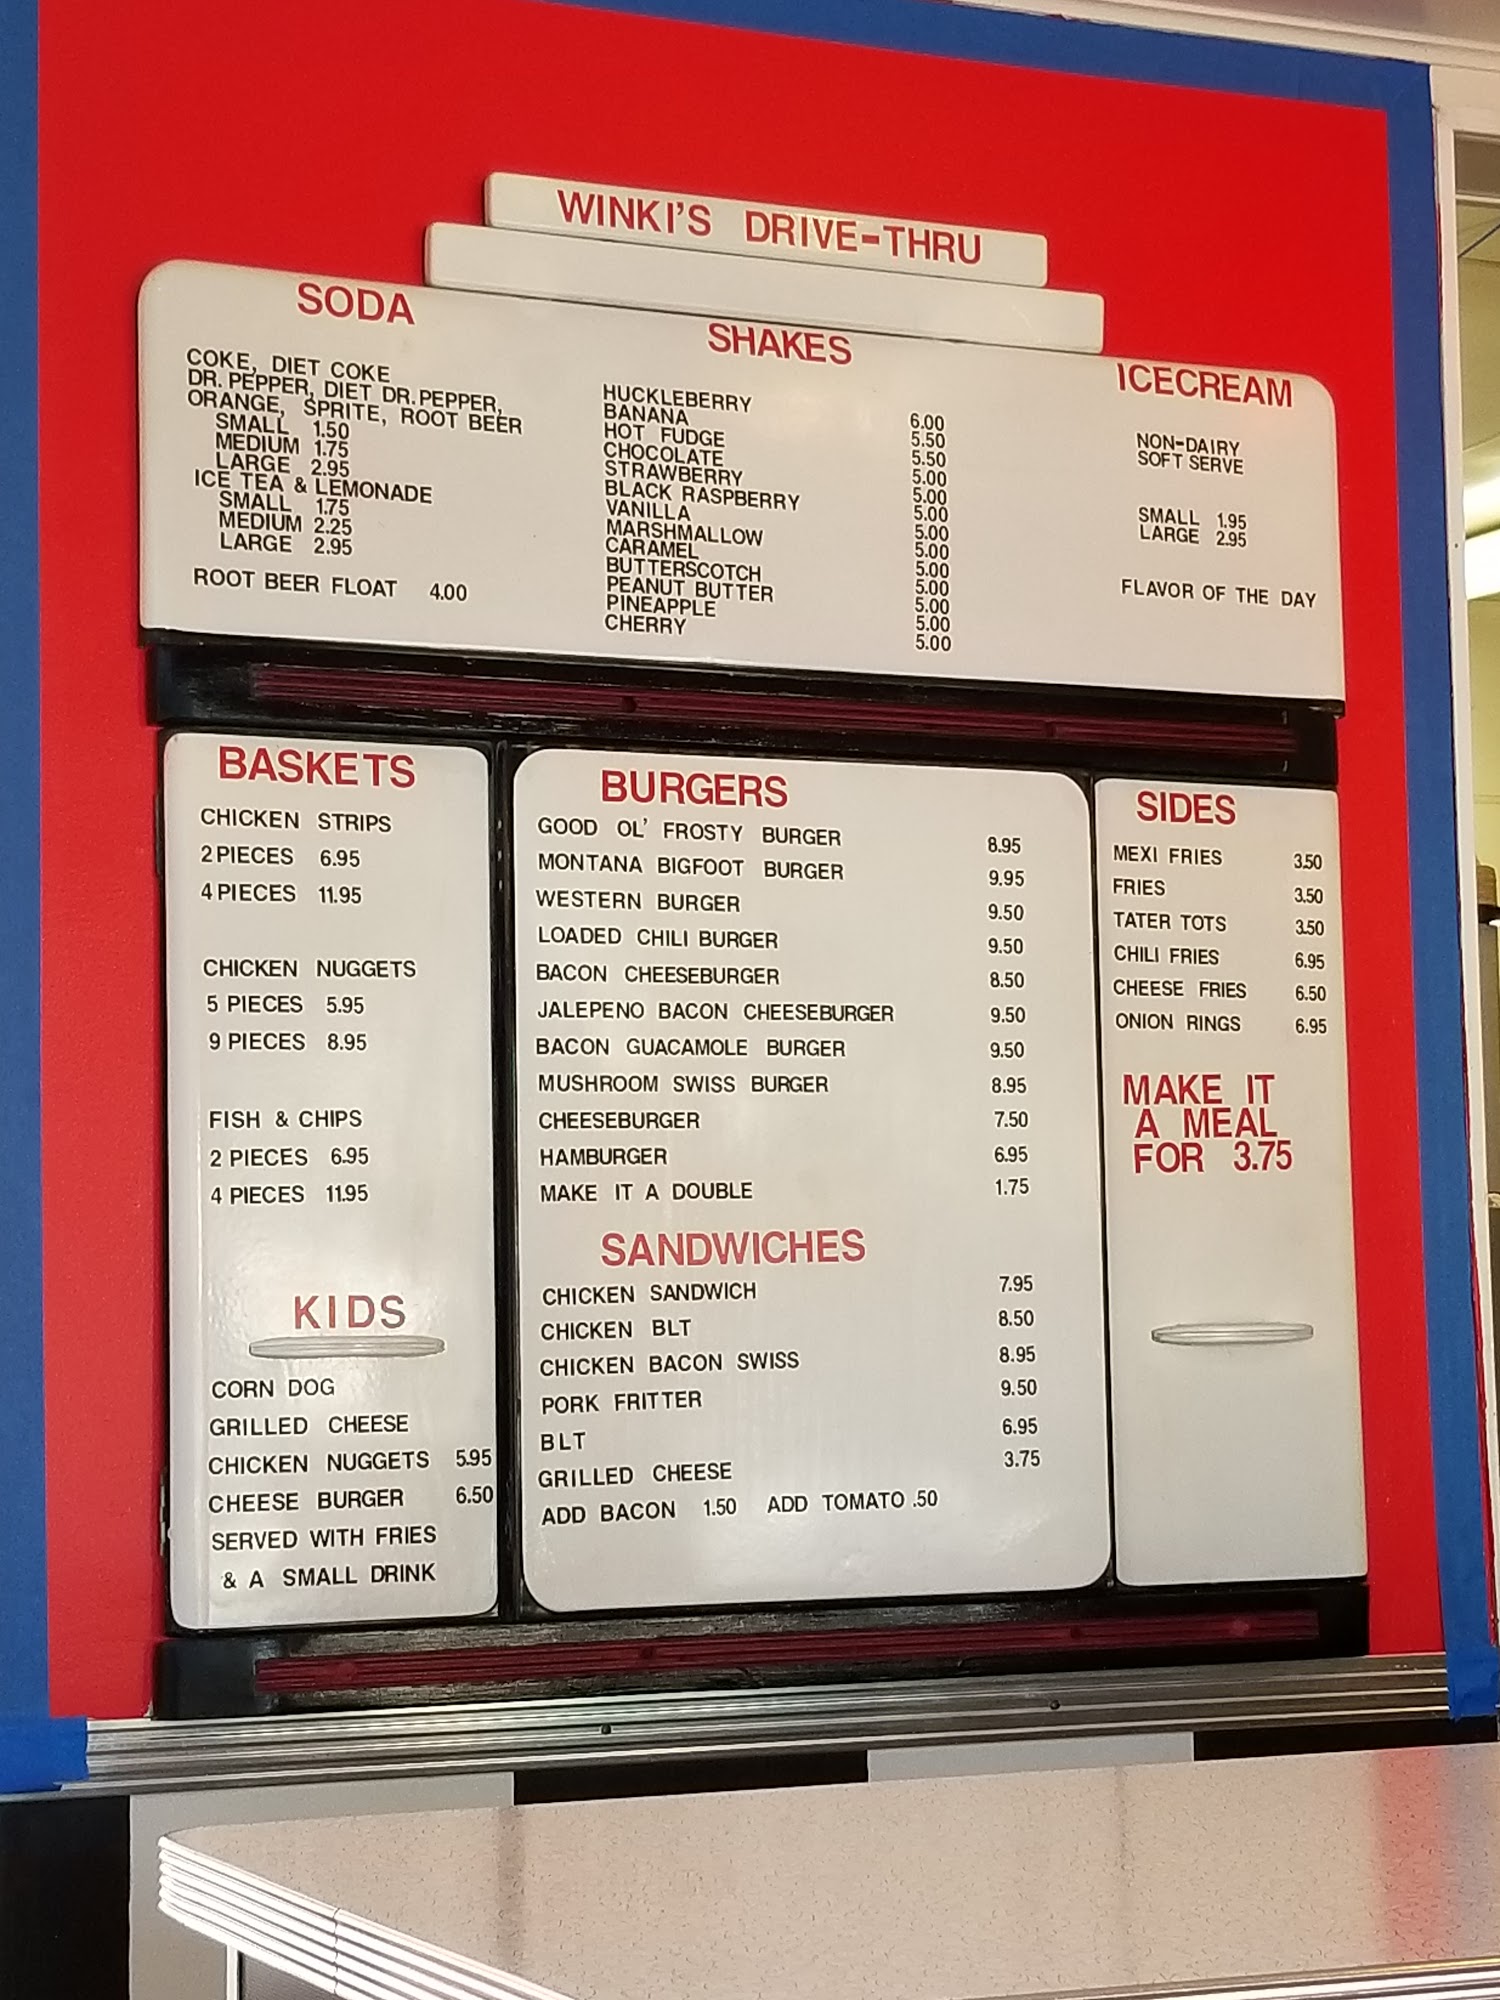 WINKI'S DRIVE-THRU
SODA
COKE, DIET COKE
DR. PEPPER, DIET DR. PEPPER,
ORANGE, SPRITE, ROOT BEER
SMALL 1.50
MEDIUM 1.75
LARGE 2.95
ICE TEA & LEMONADE
SMALL 1.75
MEDIUM 2.25
LARGE 2.95
ROOT BEER FLOAT 4.00
SHAKES
HUCKLEBERRY 6.00
BANANA 5.50
HOT FUDGE 5.50
CHOCOLATE 5.00
STRAWBERRY 5.00
BLACK RASPBERRY 5.00
VANILLA 5.00
MARSHMALLOW 5.00
CARAMEL 5.00
BUTTERSCOTCH 5.00
PEANUT BUTTER 5.00
PINEAPPLE 5.00
CHERRY 5.00
ICECREAM
NON-DAIRY
SOFT SERVE
SMALL 1.95
LARGE 2.95
FLAVOR OF THE DAY
BASKETS
CHICKEN STRIPS
2 PIECES 6.95
4 PIECES 11.95
CHICKEN NUGGETS
5 PIECES 5.95
9 PIECES 8.95
FISH & CHIPS
2 PIECES 6.95
4 PIECES 11.95
KIDS
CORN DOG
GRILLED CHEESE
CHICKEN NUGGETS 5.95
CHEESE BURGER 6.50
SERVED WITH FRIES
& A SMALL DRINK
BURGERS
GOOD OL' FROSTY BURGER 8.95
MONTANA BIGFOOT BURGER 9.95
WESTERN BURGER 9.50
LOADED CHILI BURGER 9.50
BACON CHEESEBURGER 8.50
JALEPENO BACON CHEESEBURGER 9.50
BACON GUACAMOLE BURGER 9.50
MUSHROOM SWISS BURGER 8.95
CHEESEBURGER 7.50
HAMBURGER 6.95
MAKE IT A DOUBLE 1.75
SANDWICHES
CHICKEN SANDWICH 7.95
CHICKEN BLT 8.50
CHICKEN BACON SWISS 8.95
PORK FRITTER 9.50
BLT 6.95
GRILLED CHEESE 3.75
ADD BACON 1.50 ADD TOMATO .50
SIDES
MEXI FRIES 3.50
FRIES 3.50
TATER TOTS 3.50
CHILI FRIES 6.95
CHEESE FRIES 6.50
ONION RINGS 6.95
MAKE IT
A MEAL
FOR 3.75